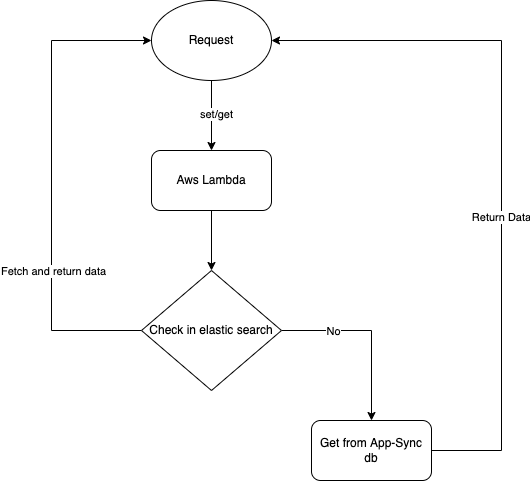 Request
set/get
Aws Lambda
Return Data
Fetch and return data
Check in elastic search
No
Get from App-Sync
db